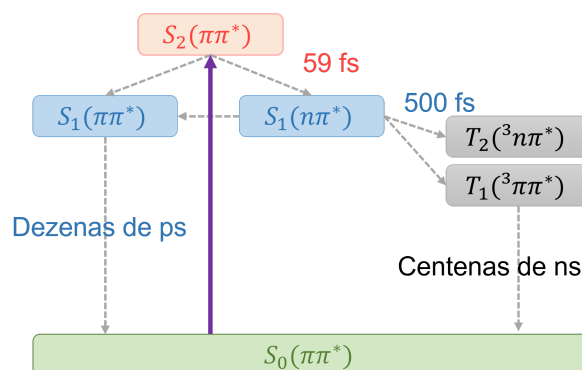 S₂(ππ*)
59 fs
S₁(ππ*)
S₁(nπ*)
500 fs
T₂(³nπ*)
T₁(³ππ*)
Dezenas de ps
Centenas de ns
S₀(ππ*)